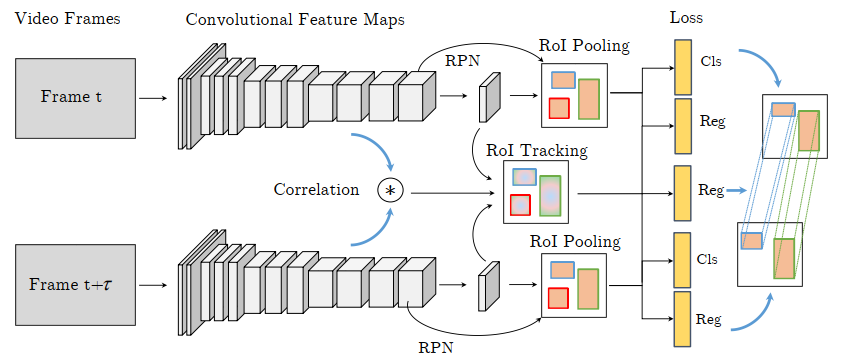 Video Frames
Convolutional Feature Maps
Loss
RoI Pooling
RPN
Cls
Frame t
Reg
RoI Tracking
Correlation
*
Reg
RoI Pooling
Cls
Frame t+τ
Reg
RPN